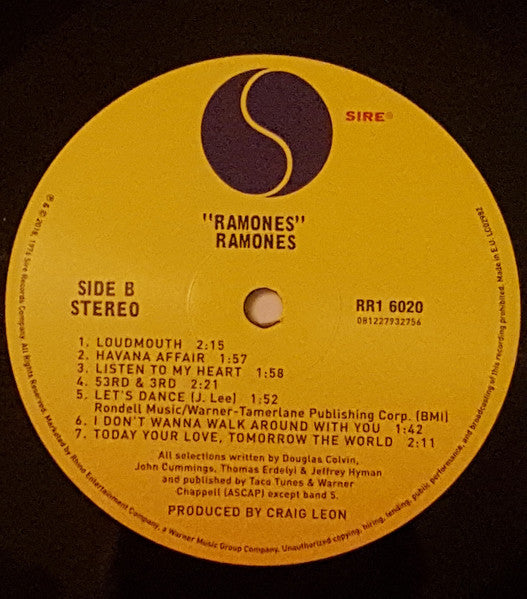 SIRE®
"RAMONES"
RAMONES
SIDE B
STEREO
RR1 6020
081227932756
1. LOUDMOUTH 2:15
2. HAVANA AFFAIR 1:57
3. LISTEN TO MY HEART 1:58
4. 53RD & 3RD 2:21
5. LET'S DANCE (J. Lee) 1:52
Rondell Music/Warner-Tamerlane Publishing Corp. (BMI)
6. I DON'T WANNA WALK AROUND WITH YOU 1:42
7. TODAY YOUR LOVE, TOMORROW THE WORLD 2:11
All selections written by Douglas Colvin,
John Cummings, Thomas Erdelyi & Jeffrey Hyman
and published by Taco Tunes & Warner
Chappell (ASCAP) except band 5.
PRODUCED BY CRAIG LEON
℗ © 2018, 1976 Sire Records Company. All Rights Reserved. Marketed by Rhino Entertainment Company, a Warner Music Group Company. Unauthorized copying, hiring, lending, public performance, and broadcasting of this recording prohibited. Made in E.U. LC02982